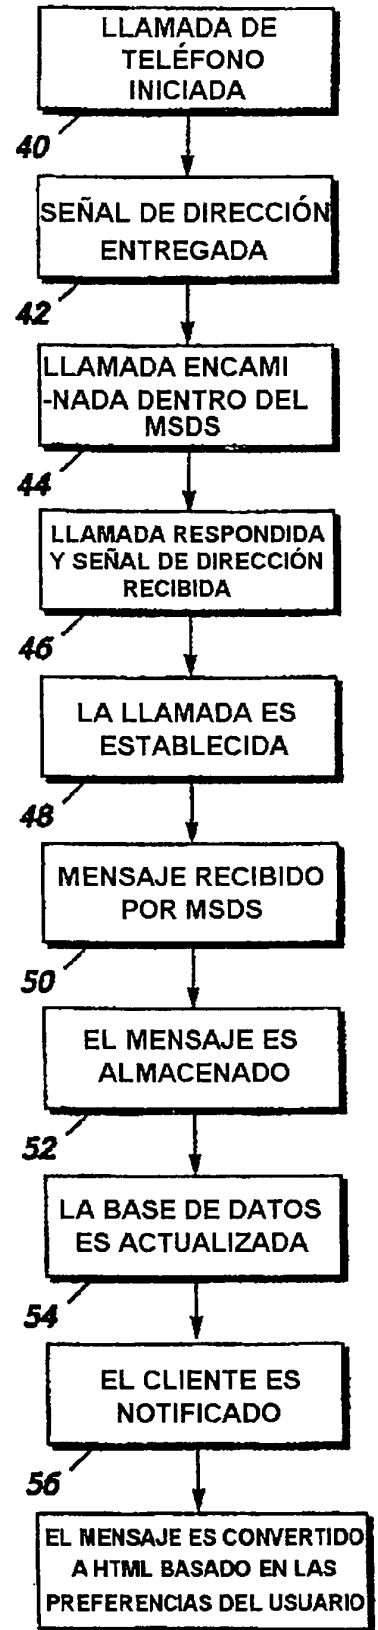 LLAMADA DE
TELÉFONO
INICIADA
40
SEÑAL DE DIRECCIÓN
ENTREGADA
42
LLAMADA ENCAMI
-NADA DENTRO DEL
MSDS
44
LLAMADA RESPONDIDA
Y SEÑAL DE DIRECCIÓN
RECIBIDA
46
LA LLAMADA ES
ESTABLECIDA
48
MENSAJE RECIBIDO
POR MSDS
50
EL MENSAJE ES
ALMACENADO
52
LA BASE DE DATOS
ES ACTUALIZADA
54
EL CLIENTE ES
NOTIFICADO
56
EL MENSAJE ES CONVERTIDO
A HTML BASADO EN LAS
PREFERENCIAS DEL USUARIO